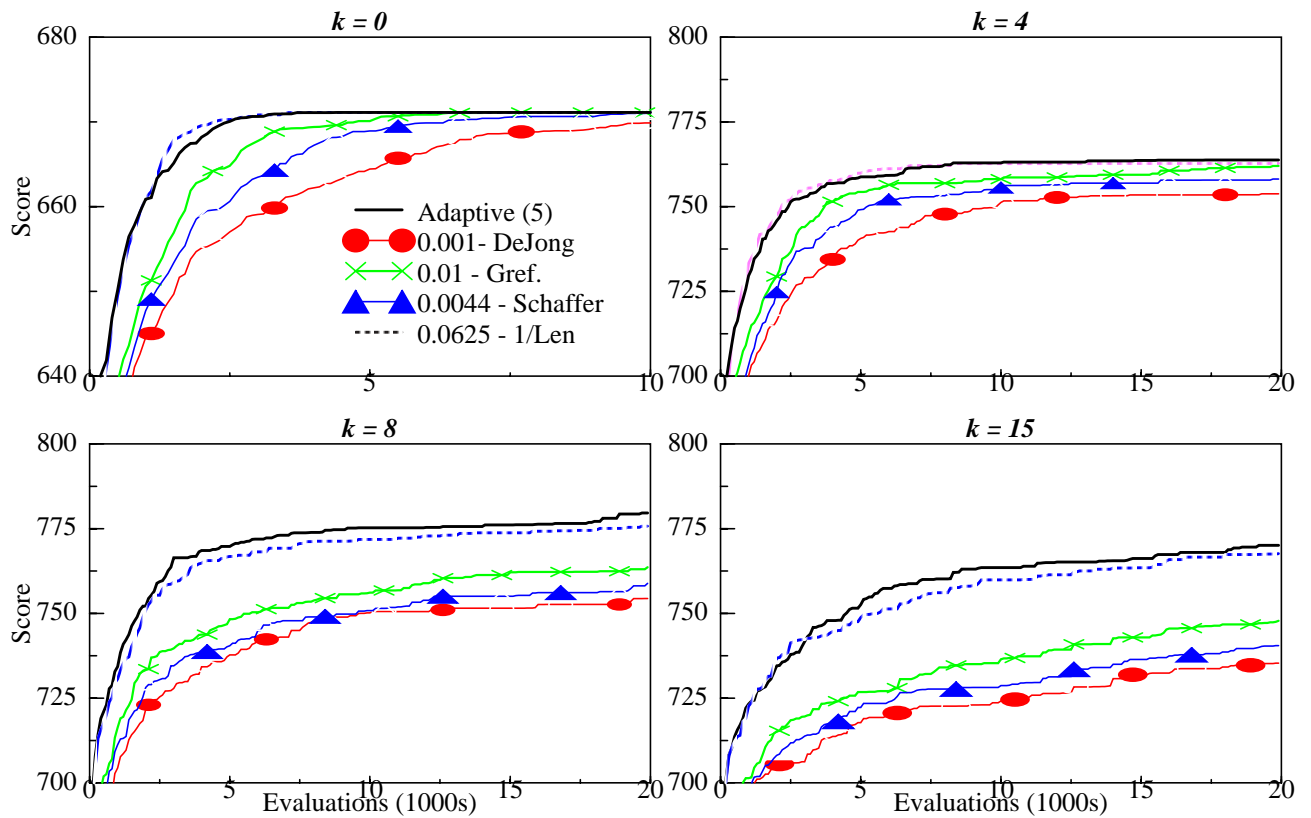 k = 0
680
660
640
Score
0
5
10
Adaptive (5)
0.001- DeJong
0.01 - Gref.
0.0044 - Schaffer
0.0625 - 1/Len
k = 4
800
775
750
725
700
0
5
10
15
20
k = 8
800
775
750
725
700
Score
0
5
10
15
20
Evaluations (1000s)
k = 15
800
775
750
725
700
0
5
10
15
20
Evaluations (1000s)